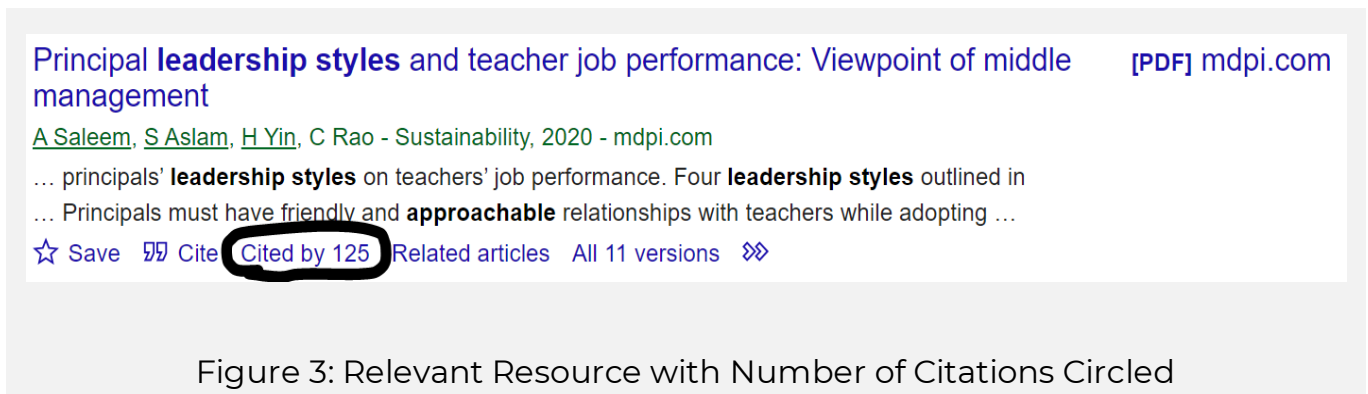 Principal leadership styles and teacher job performance: Viewpoint of middle management [PDF] mdpi.com
A Saleem, S Aslam, H Yin, C Rao - Sustainability, 2020 - mdpi.com
… principals’ leadership styles on teachers’ job performance. Four leadership styles outlined in
… Principals must have friendly and approachable relationships with teachers while adopting …
Save Cite Cited by 125 Related articles All 11 versions
Figure 3: Relevant Resource with Number of Citations Circled